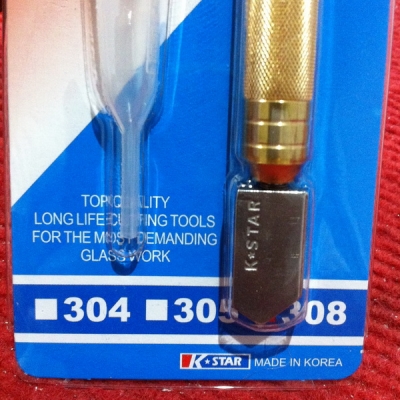 TOP QUALITY
LONG LIFE CUTTING TOOLS
FOR THE MOST DEMANDING
GLASS WORK
K★STAR
304 305 308
K★STAR MADE IN KOREA